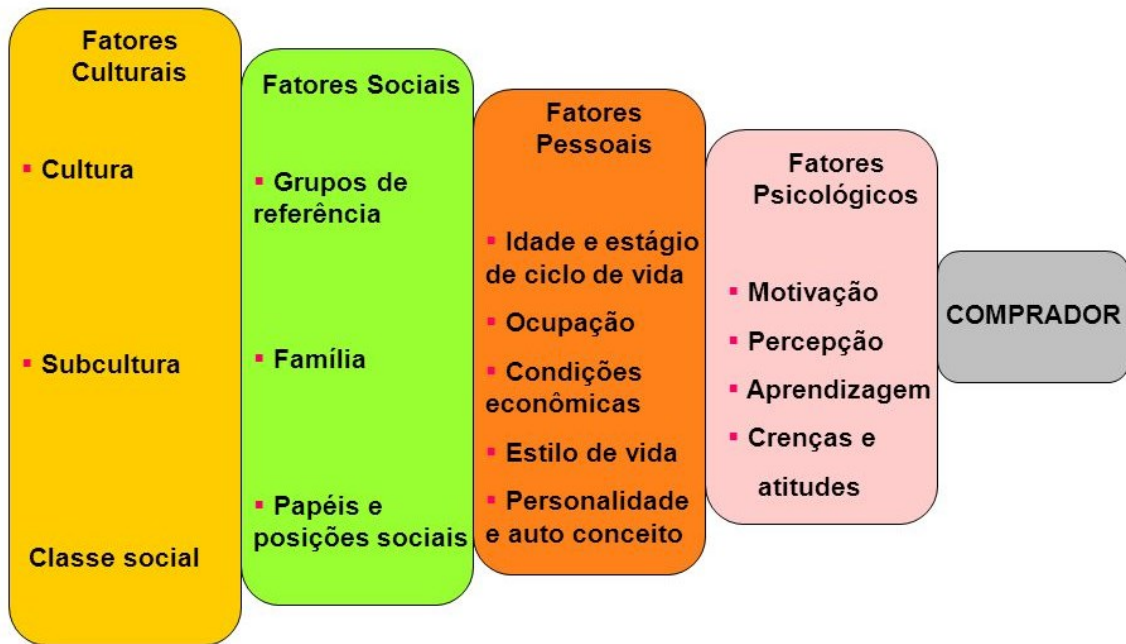 Fatores
Culturais
▪ Cultura
▪ Subcultura
Classe social
Fatores Sociais
▪ Grupos de
referência
▪ Família
▪ Papéis e
posições sociais
Fatores
Pessoais
▪ Idade e estágio
de ciclo de vida
▪ Ocupação
▪ Condições
econômicas
▪ Estilo de vida
▪ Personalidade
e auto conceito
Fatores
Psicológicos
▪ Motivação
▪ Percepção
▪ Aprendizagem
▪ Crenças e
atitudes
COMPRADOR